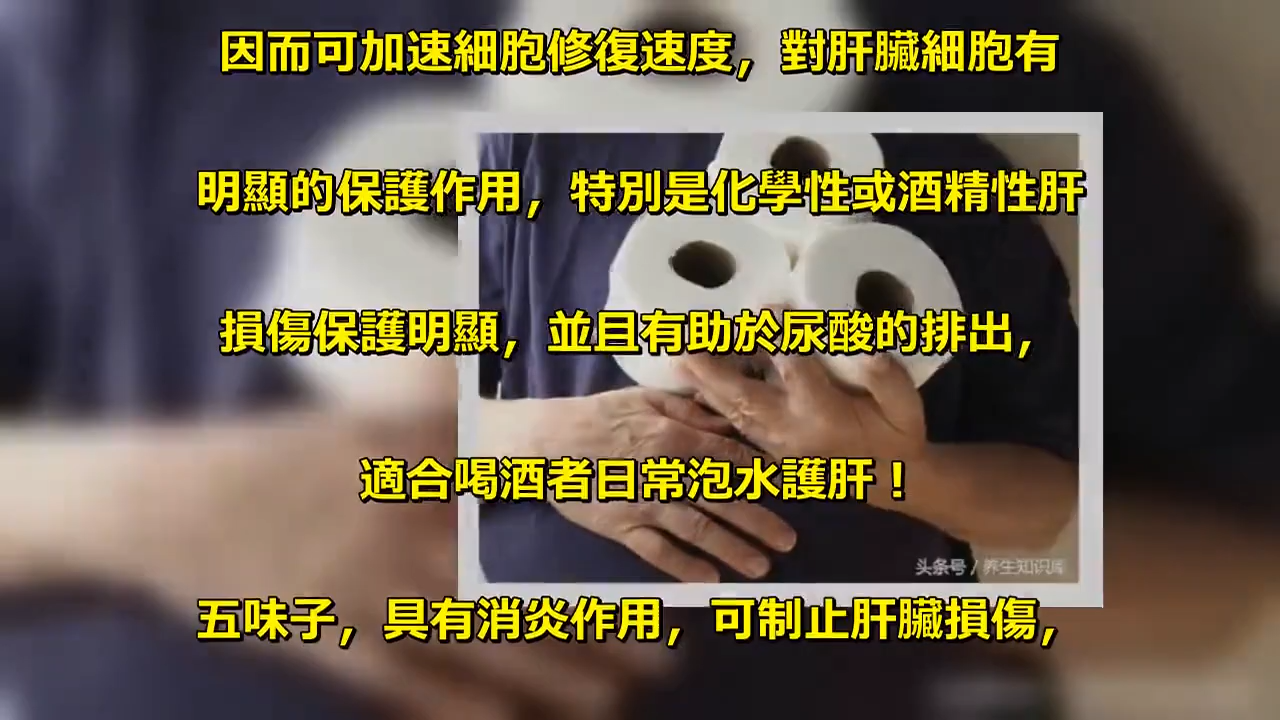 因而可加速細胞修復速度，對肝臟細胞有
明顯的保護作用，特別是化學性或酒精性肝
損傷保護明顯，並且有助於尿酸的排出，
適合喝酒者日常泡水護肝！
头条号 / 养生知识库
五味子，具有消炎作用，可制止肝臟損傷，